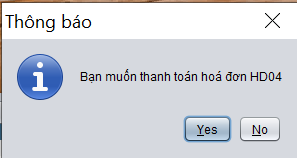 Thông báo
Bạn muốn thanh toán hoá đơn HD04
Yes No